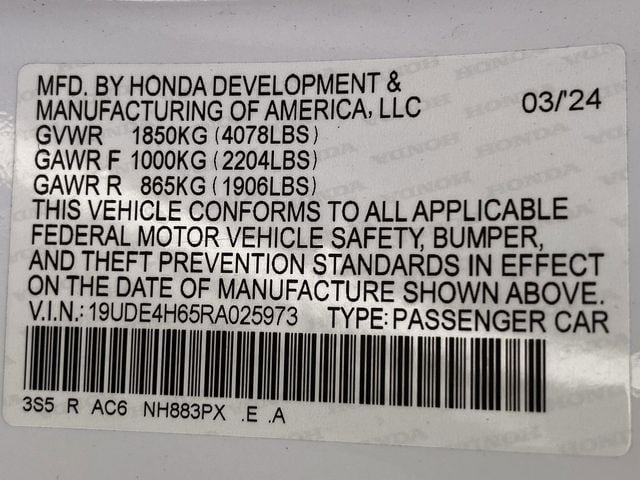 MFD. BY HONDA DEVELOPMENT &
MANUFACTURING OF AMERICA, LLC 03/'24
GVWR 1850KG (4078LBS)
GAWR F 1000KG (2204LBS)
GAWR R 865KG (1906LBS)
THIS VEHICLE CONFORMS TO ALL APPLICABLE
FEDERAL MOTOR VEHICLE SAFETY, BUMPER,
AND THEFT PREVENTION STANDARDS IN EFFECT
ON THE DATE OF MANUFACTURE SHOWN ABOVE.
V.I.N.: 19UDE4H65RA025973 TYPE: PASSENGER CAR
3S5 R AC6 NH883PX .E .A